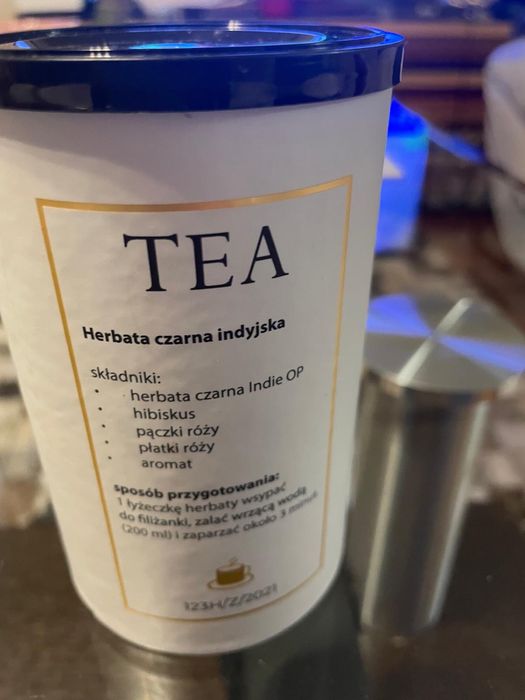 TEA
Herbata czarna indyjska
składniki:
· herbata czarna Indie OP
· hibiskus
· pączki róży
· płatki róży
· aromat
sposób przygotowania:
1 łyżeczkę herbaty wsypać
do filiżanki, zalać wrzącą wodą
(200 ml) i zaparzać około 3 minut
123H/Z/2021